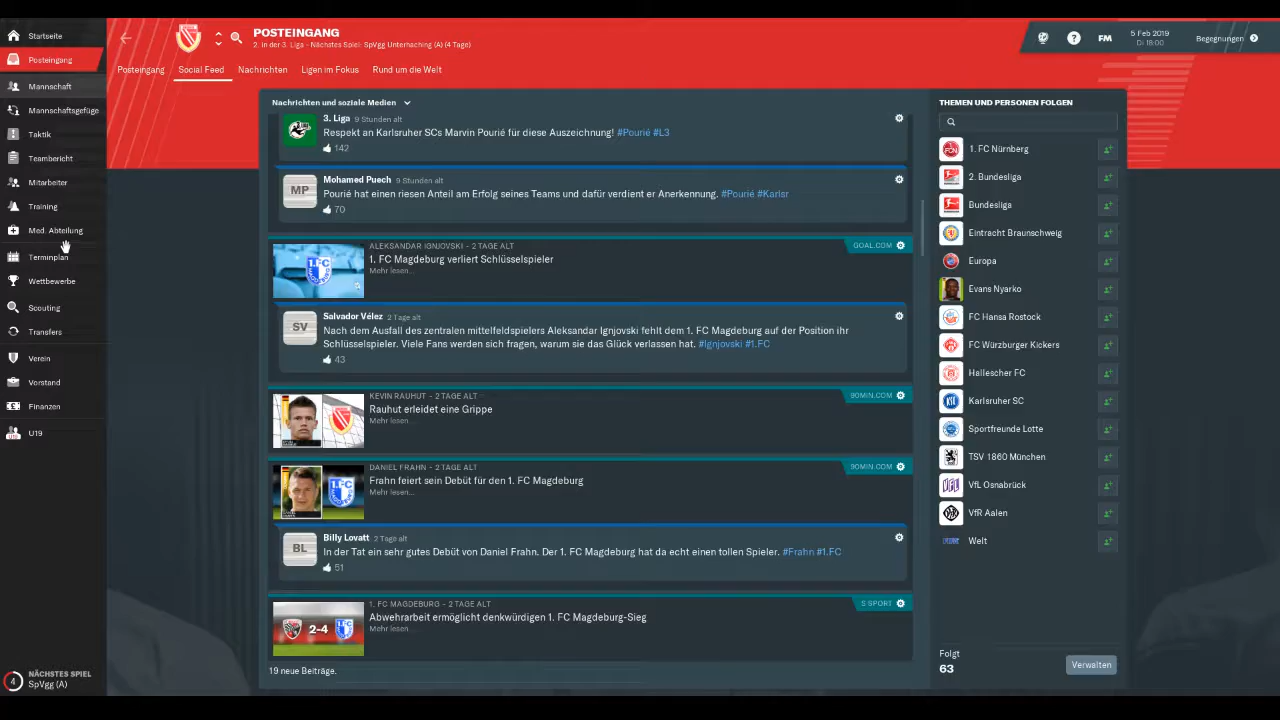 Startseite
Posteingang
Mannschaft
Mannschaftsgefüge
Taktik
Teambericht
Mitarbeiter
Training
Med. Abteilung
Terminplan
Wettbewerbe
Scouting
Transfers
Verein
Vorstand
Finanzen
U19
4
NÄCHSTES SPIEL
SpVgg (A)
POSTEINGANG
2. in der 3. Liga - Nächstes Spiel: SpVgg Unterhaching (A) (4 Tage)
? FM
5 Feb 2019
Di 18:00
Begegnungen
Posteingang Social Feed Nachrichten Ligen im Fokus Rund um die Welt
Nachrichten und soziale Medien
3. Liga 9 Stunden alt
Respekt an Karlsruher SCs Marvin Pourié für diese Auszeichnung! #Pourié #L3
142
MP
Mohamed Puech 9 Stunden alt
Pourié hat einen riesen Anteil am Erfolg seines Teams und dafür verdient er Anerkennung. #Pourié #Karlsr
70
ALEKSANDAR IGNJOVSKI - 2 TAGE ALT
GOAL.COM
1. FC Magdeburg verliert Schlüsselspieler
Mehr lesen...
SV
Salvador Vélez 2 Tage alt
Nach dem Ausfall des zentralen mittelfeldspielers Aleksandar Ignjovski fehlt dem 1. FC Magdeburg auf der Position ihr
Schlüsselspieler. Viele Fans werden sich fragen, warum sie das Glück verlassen hat. #Ignjovski #1.FC
43
KEVIN RAUHUT - 2 TAGE ALT
90MIN.COM
Rauhut erleidet eine Grippe
Mehr lesen...
DANIEL FRAHN - 2 TAGE ALT
90MIN.COM
Frahn feiert sein Debüt für den 1. FC Magdeburg
Mehr lesen...
BL
Billy Lovatt 2 Tage alt
In der Tat ein sehr gutes Debüt von Daniel Frahn. Der 1. FC Magdeburg hat da echt einen tollen Spieler. #Frahn #1.FC
51
1. FC MAGDEBURG - 2 TAGE ALT
S SPORT
2-4
Abwehrarbeit ermöglicht denkwürdigen 1. FC Magdeburg-Sieg
Mehr lesen...
19 neue Beiträge.
THEMEN UND PERSONEN FOLGEN
1. FC Nürnberg
2. Bundesliga
Bundesliga
Eintracht Braunschweig
Europa
Evans Nyarko
FC Hansa Rostock
FC Würzburger Kickers
Hallescher FC
Karlsruher SC
Sportfreunde Lotte
TSV 1860 München
VfL Osnabrück
VfR Aalen
Welt
Folgt
63
Verwalten